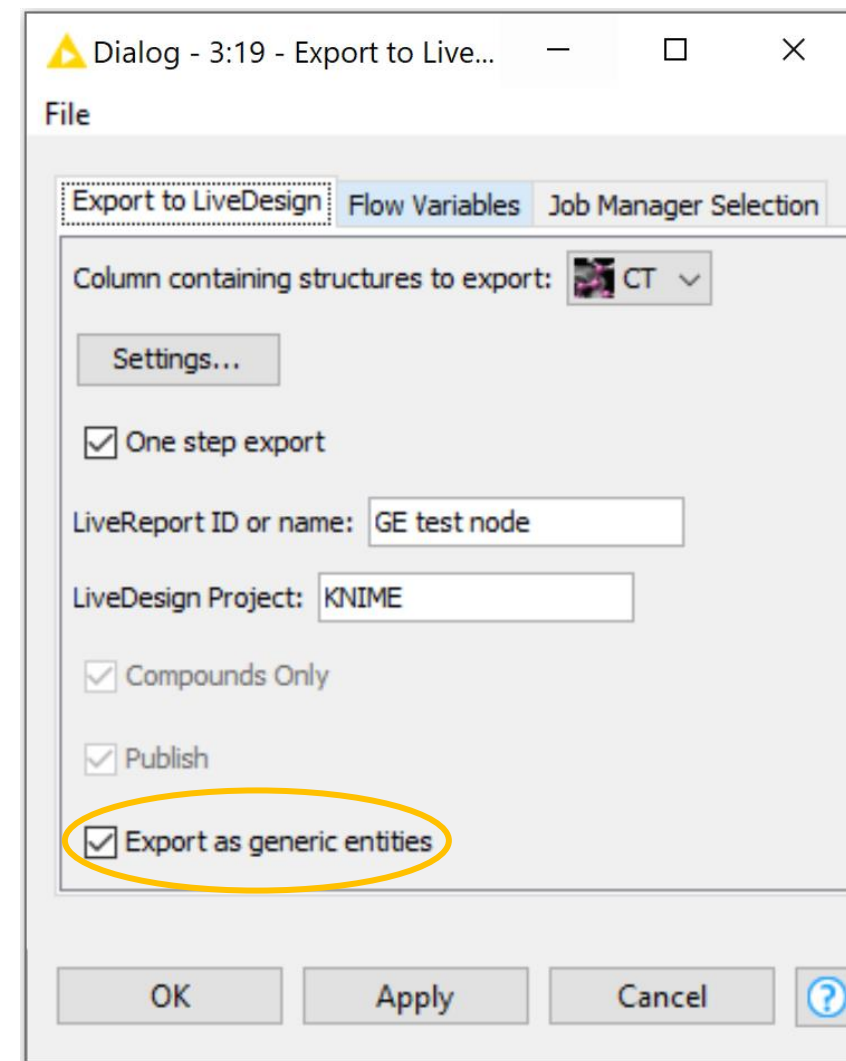 Dialog - 3:19 - Export to Live...
File
Export to LiveDesign Flow Variables Job Manager Selection
Column containing structures to export: CT
Settings...
One step export
LiveReport ID or name: GE test node
LiveDesign Project: KNIME
Compounds Only
Publish
Export as generic entities
OK Apply Cancel ?